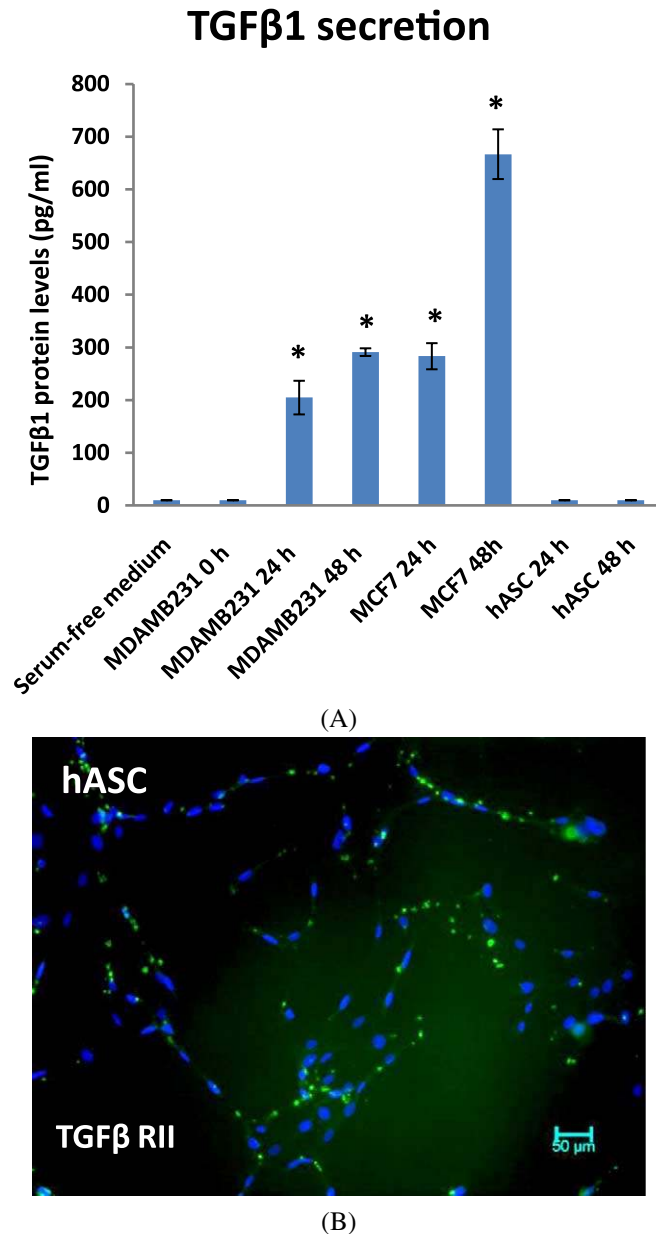 TGFβ1 secretion
TGFβ1 protein levels (pg/ml)
800
700
600
500
400
300
200
100
0
*
*
*
*
Serum-free medium
MDAMB231 0 h
MDAMB231 24 h
MDAMB231 48 h
MCF7 24 h
MCF7 48h
hASC 24 h
hASC 48 h
(A)
hASC
TGFβ RII
50 µm
(B)